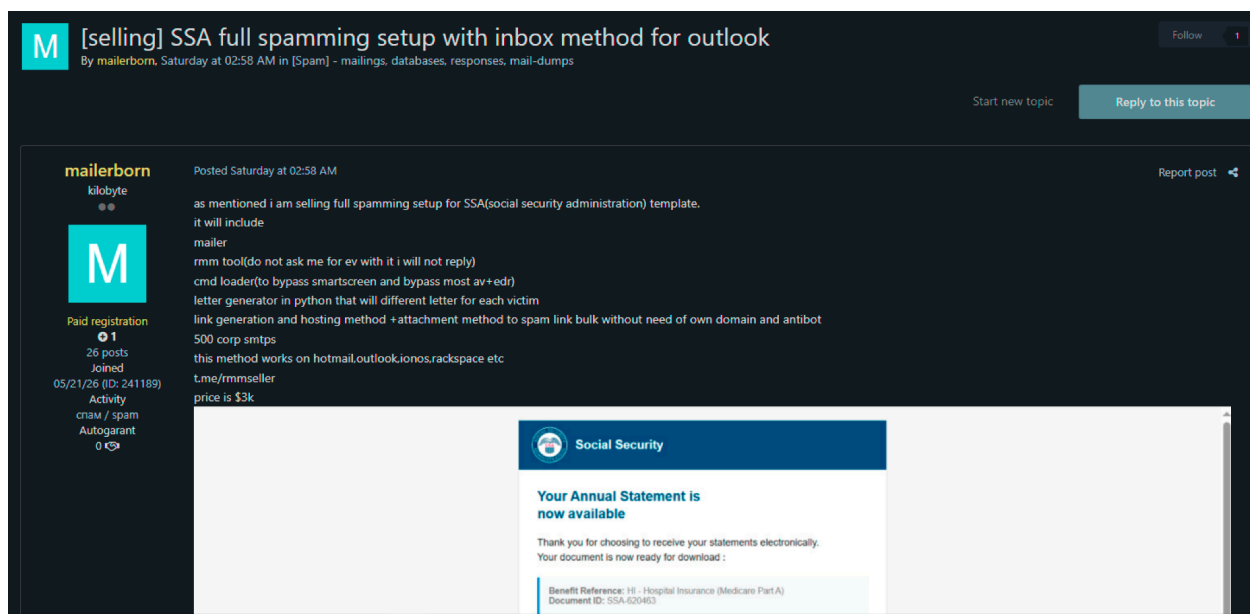 M
[selling] SSA full spamming setup with inbox method for outlook
By mailerborn, Saturday at 02:58 AM in [Spam] - mailings, databases, responses, mail-dumps
Follow
1
Start new topic
Reply to this topic
mailerborn
kilobyte
M
Paid registration
1
26 posts
Joined
05/21/26 (ID: 241189)
Activity
спам / spam
Autogarant
0
Posted Saturday at 02:58 AM
Report post
as mentioned i am selling full spamming setup for SSA(social security administration) template.
it will include
mailer
rmm tool(do not ask me for ev with it i will not reply)
cmd loader(to bypass smartscreen and bypass most av+edr)
letter generator in python that will different letter for each victim
link generation and hosting method +attachment method to spam link bulk without need of own domain and antibot
500 corp smtps
this method works on hotmail,outlook,ionos,rackspace etc
t.me/rmmseller
price is $3k
Social Security
Your Annual Statement is
now available
Thank you for choosing to receive your statements electronically.
Your document is now ready for download :
Benefit Reference: HI - Hospital Insurance (Medicare Part A)
Document ID: SSA-620463